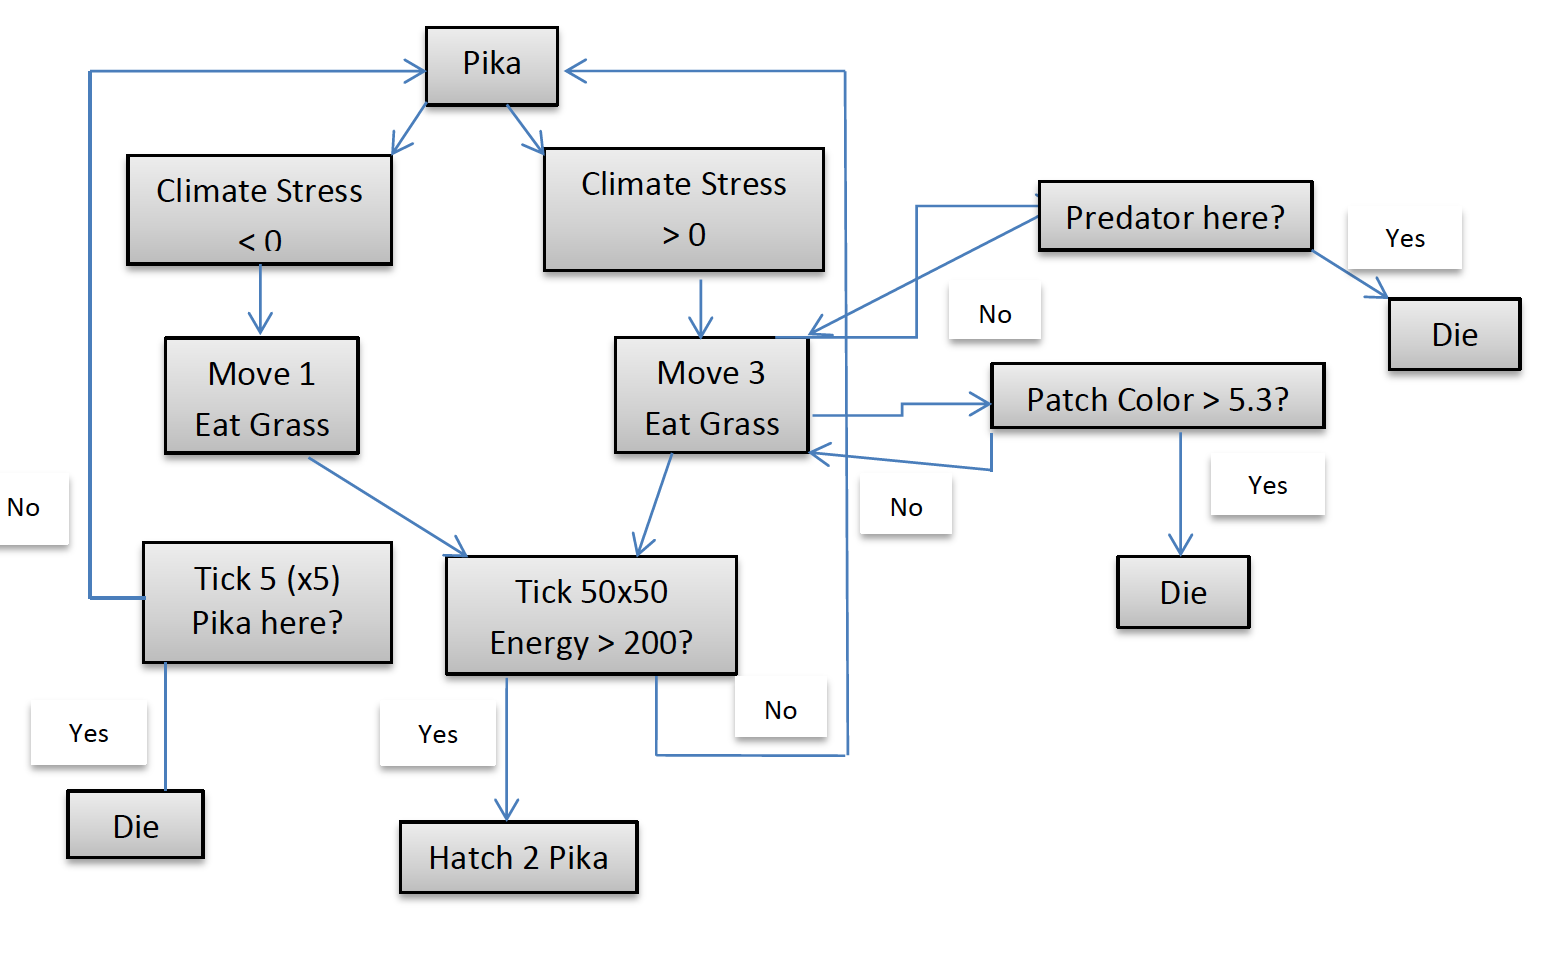 Pika
Climate Stress
< 0
Climate Stress
> 0
Predator here?
Yes
No
Die
Move 1
Eat Grass
Move 3
Eat Grass
Patch Color > 5.3?
No
No
Yes
Tick 5 (x5)
Pika here?
Tick 50x50
Energy > 200?
Die
Yes
Yes
No
Die
Hatch 2 Pika